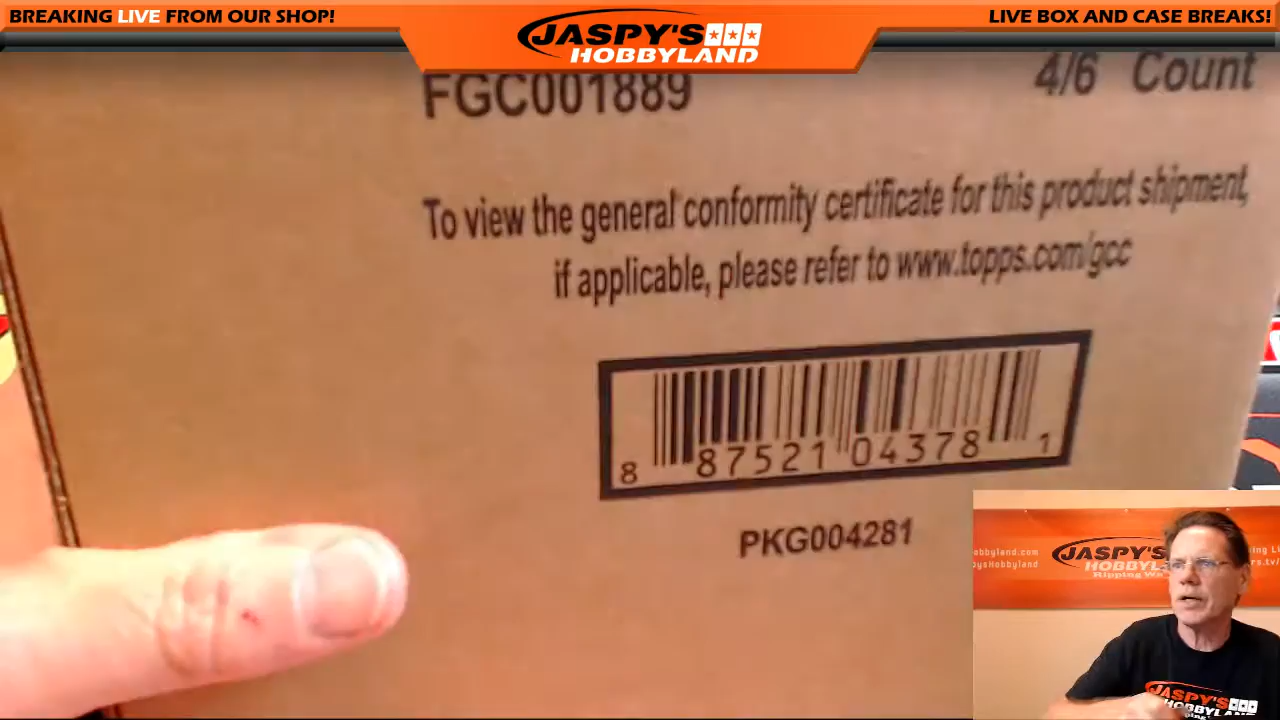 BREAKING LIVE FROM OUR SHOP!
JASPY'S
HOBBYLAND
LIVE BOX AND CASE BREAKS!
FGC001889
4/6 Count
To view the general conformity certificate for this product shipment,
if applicable, please refer to www.topps.com/gcc
8 87521 04378 1
PKG004281
JASPY'S
HOBBYL
JASPY'S
HOBBYLAND